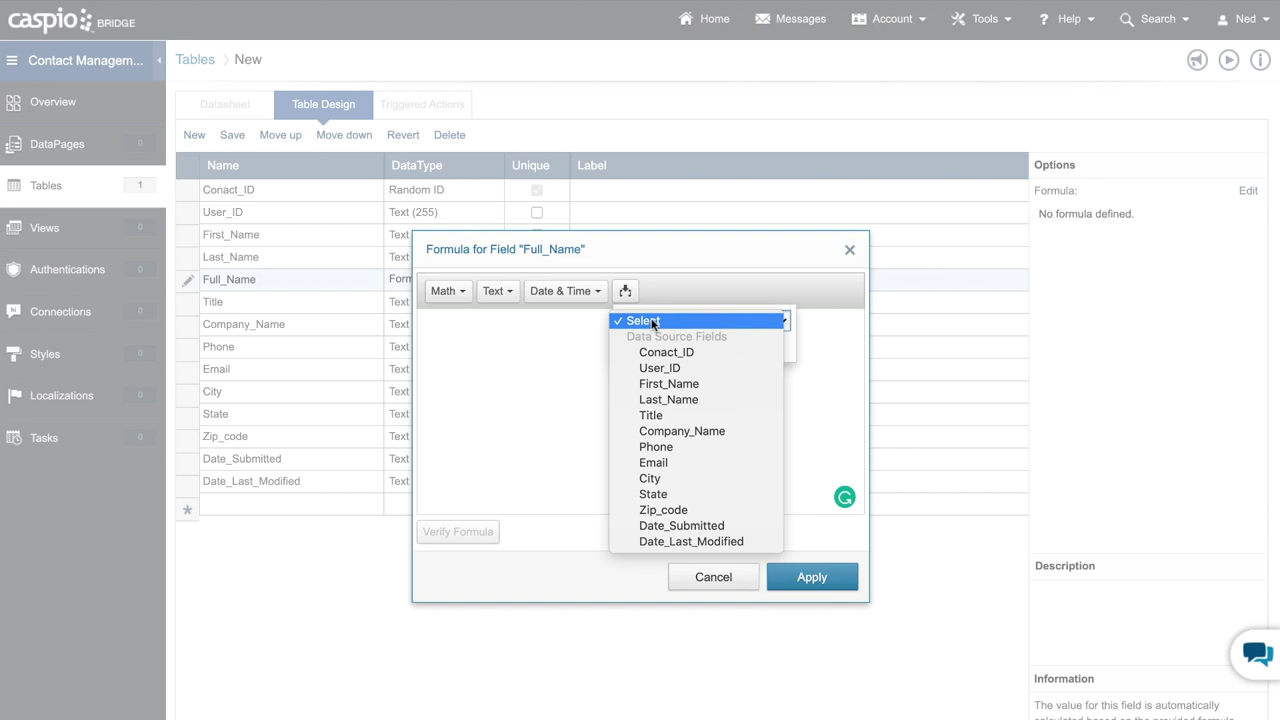 caspio BRIDGE
Home
Messages
Account
Tools
? Help
Search
Ned
Contact Managem...
Tables > New
Overview
DataPages 0
Tables 1
Views 0
Authentications 0
Connections 0
Styles 0
Localizations 0
Tasks 0
Datasheet
Table Design
Triggered Actions
New
Save
Move up
Move down
Revert
Delete
Name
DataType
Unique
Label
Conact_ID
Random ID
User_ID
Text (255)
First_Name
Text
Last_Name
Text
Full_Name
Form
Title
Text
Company_Name
Text
Phone
Text
Email
Text
City
Text
State
Text
Zip_code
Text
Date_Submitted
Text
Date_Last_Modified
Text
Formula for Field "Full_Name"
Math
Text
Date & Time
✓ Select
Data Source Fields
Conact_ID
User_ID
First_Name
Last_Name
Title
Company_Name
Phone
Email
City
State
Zip_code
Date_Submitted
Date_Last_Modified
Verify Formula
Cancel
Apply
Options
Formula:
Edit
No formula defined.
Description
Information
The value for this field is automatically
calculated based on the provided formula